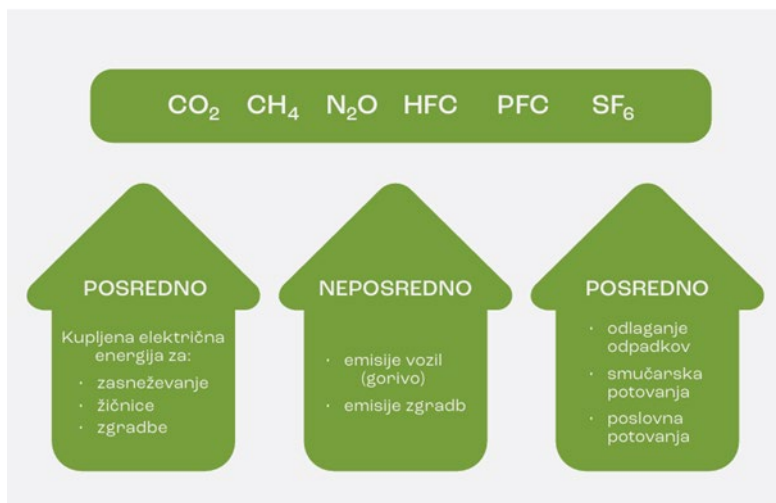 CO₂ CH₄ N₂O HFC PFC SF₆
POSREDNO
Kupljena električna
energija za:
· zasneževanje
· žičnice
· zgradbe
NEPOSREDNO
· emisije vozil
(gorivo)
· emisije zgradb
POSREDNO
· odlaganje
odpadkov
· smučarska
potovanja
· poslovna
potovanja